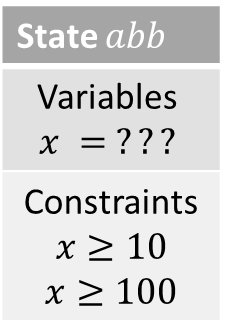 State abb
Variables
x = ???
Constraints
x ≥ 10
x ≥ 100